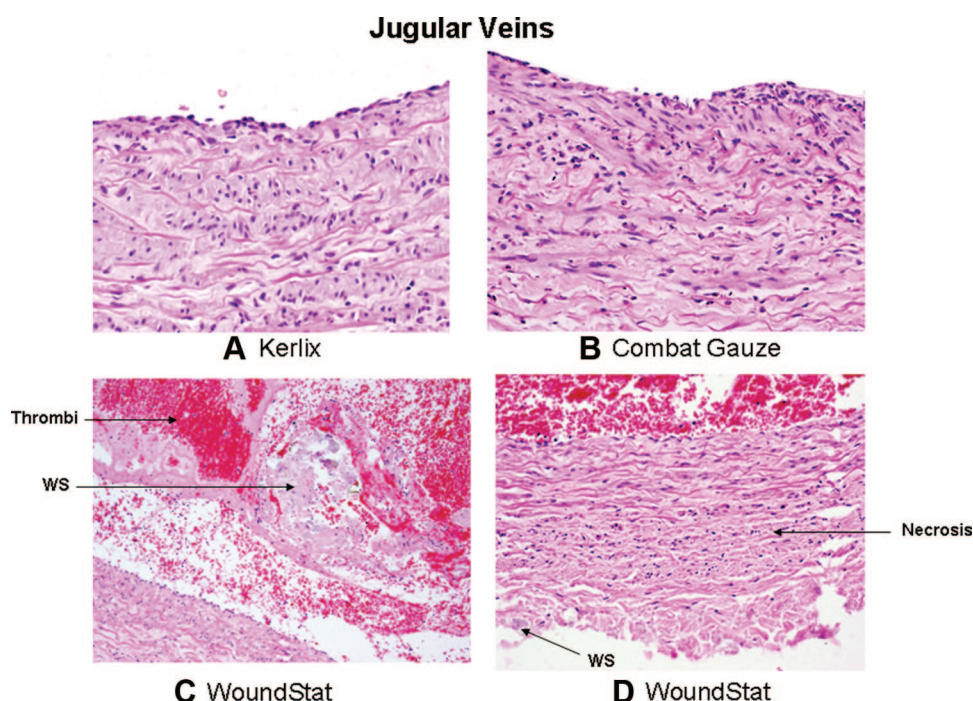 Jugular Veins
A Kerlix
B Combat Gauze
Thrombi
WS
Necrosis
WS
C WoundStat
D WoundStat